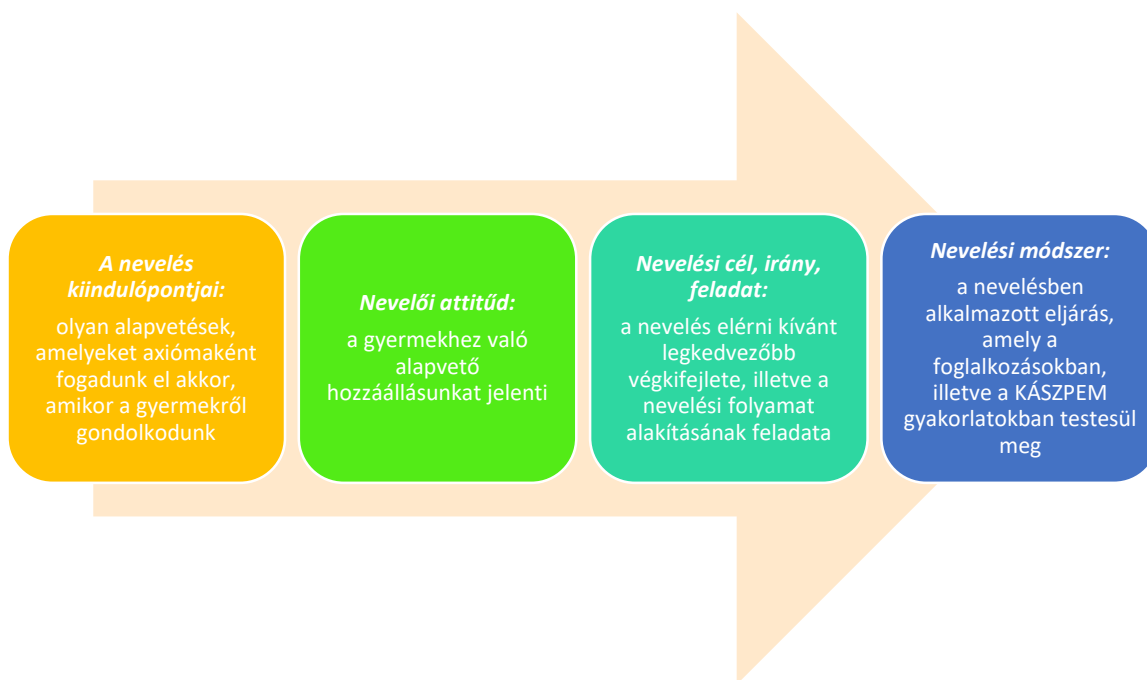 A nevelés
kiindulópontjai:
olyan alapvetések,
amelyeket axiómaként
fogadunk el akkor,
amikor a gyermekről
gondolkodunk
Nevelői attitűd:
a gyermekhez való
alapvető
hozzáállásunkat jelenti
Nevelési cél, irány,
feladat:
a nevelés elérni kívánt
legkedvezőbb
végkifejlete, illetve a
nevelési folyamat
alakításának feladata
Nevelési módszer:
a nevelésben
alkalmazott eljárás,
amely a
foglalkozásokban,
illetve a KÁSZPEM
gyakorlatokban testesül
meg